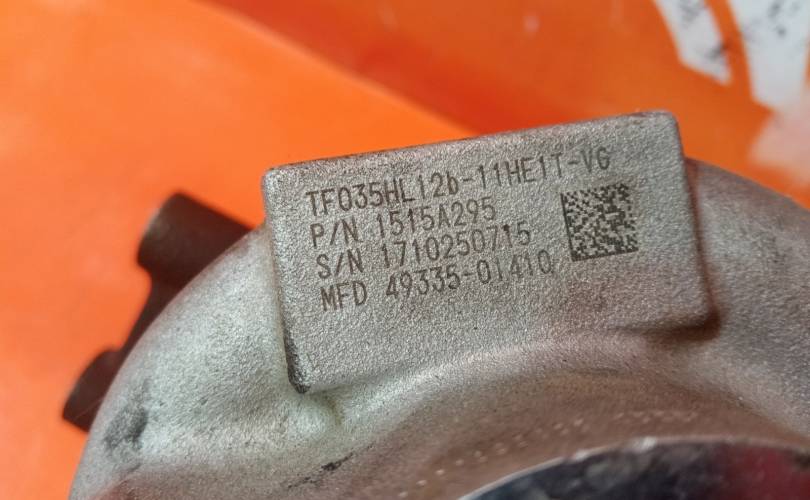 TF035HL12b-11HE1T-VG
P/N 1515A295
S/N 1710250715
MFD 49335-01410